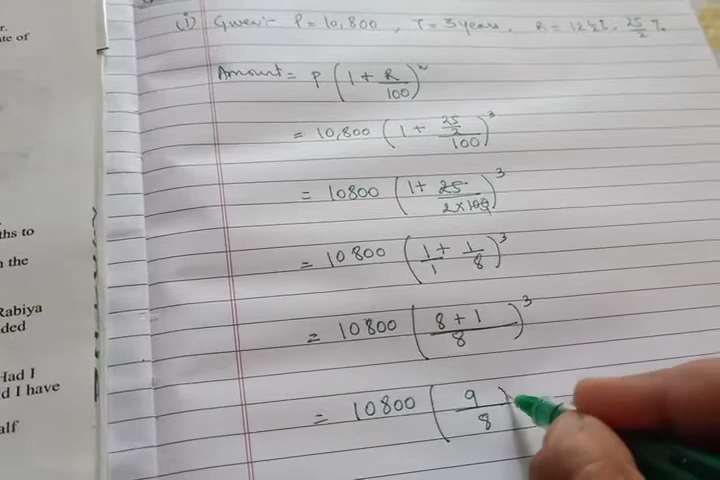 r.
ate of
ths to
n the
Rabiya
ded
Had I
d I have
alf
(i) Given:- P = 10,800 , T = 3 years, R = 12½%. 25/2 %
Amount = P (1 + R/100)ⁿ
= 10,800 (1 + 25/2/100)³
= 10800 (1 + 25/2×100)³
= 10800 (1/1 + 1/8)³
= 10800 (8 + 1/8)³
= 10800 (9/8)